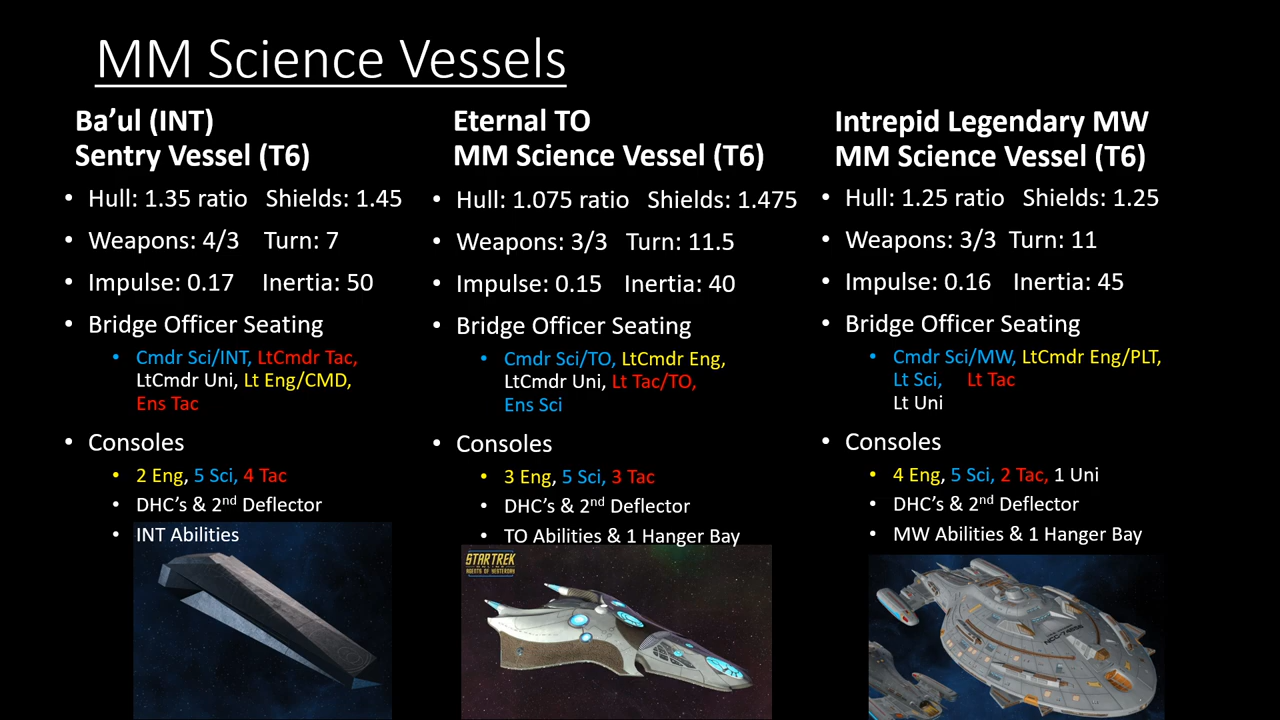 MM Science Vessels
Ba'ul (INT)
Sentry Vessel (T6)
• Hull: 1.35 ratio Shields: 1.45
• Weapons: 4/3 Turn: 7
• Impulse: 0.17 Inertia: 50
• Bridge Officer Seating
• Cmdr Sci/INT, LtCmdr Tac,
LtCmdr Uni, Lt Eng/CMD,
Ens Tac
• Consoles
• 2 Eng, 5 Sci, 4 Tac
• DHC's & 2nd Deflector
• INT Abilities
Eternal TO
MM Science Vessel (T6)
• Hull: 1.075 ratio Shields: 1.475
• Weapons: 3/3 Turn: 11.5
• Impulse: 0.15 Inertia: 40
• Bridge Officer Seating
• Cmdr Sci/TO, LtCmdr Eng,
LtCmdr Uni, Lt Tac/TO,
Ens Sci
• Consoles
• 3 Eng, 5 Sci, 3 Tac
• DHC's & 2nd Deflector
• TO Abilities & 1 Hanger Bay
STAR TREK
ONLINE
AGENTS OF YESTERDAY
Intrepid Legendary MW
MM Science Vessel (T6)
• Hull: 1.25 ratio Shields: 1.25
• Weapons: 3/3 Turn: 11
• Impulse: 0.16 Inertia: 45
• Bridge Officer Seating
• Cmdr Sci/MW, LtCmdr Eng/PLT,
Lt Sci, Lt Tac
Lt Uni
• Consoles
• 4 Eng, 5 Sci, 2 Tac, 1 Uni
• DHC's & 2nd Deflector
• MW Abilities & 1 Hanger Bay